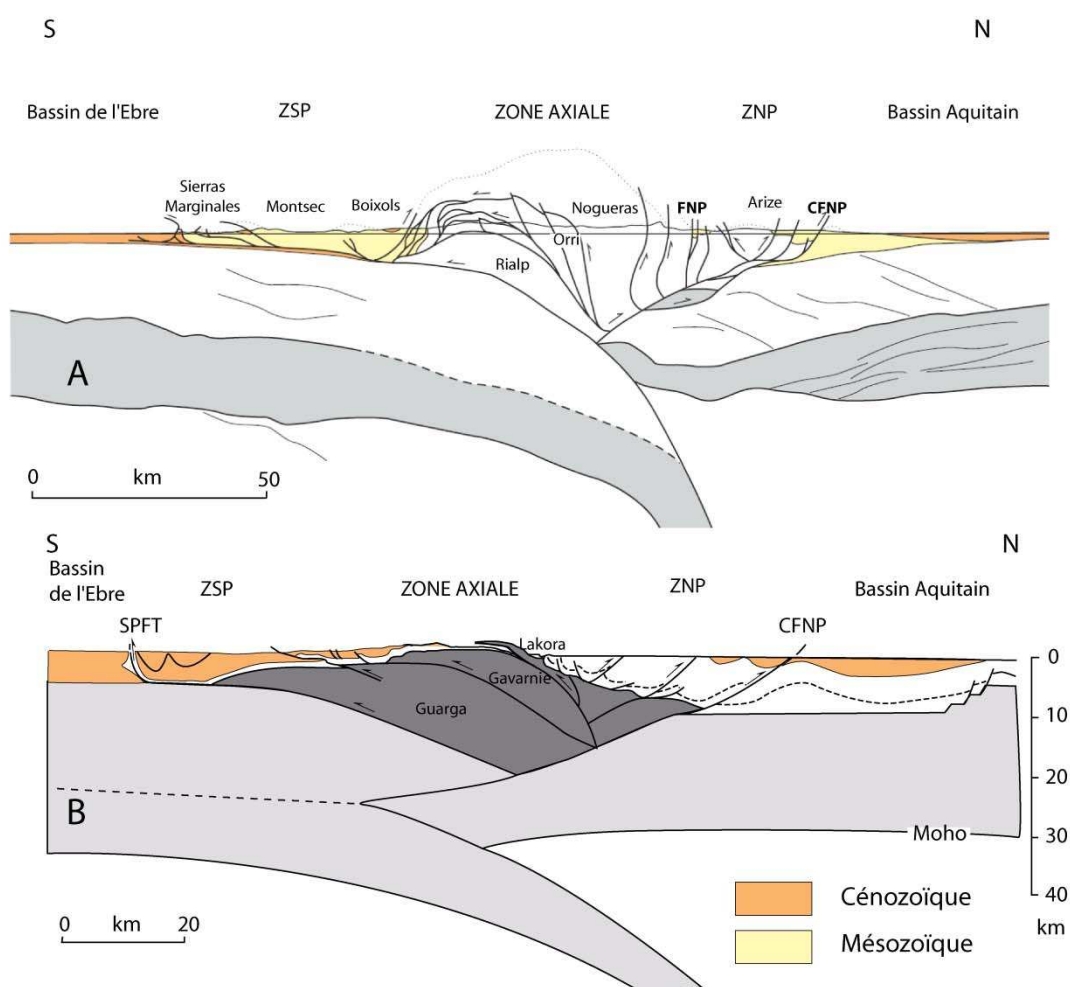 S N
Bassin de l'Ebre ZSP ZONE AXIALE ZNP Bassin Aquitain
Sierras
Marginales Montsec Boixols Nogueras FNP Arize CFNP
Orri
Rialp
A
0 km 50
S N
Bassin
de l'Ebre ZSP ZONE AXIALE ZNP Bassin Aquitain
SPFT CFNP
Lakora
0
Gavarnie
Guarga
10
20
B
Moho 30
40
km
0 km 20
Cénozoïque
Mésozoïque